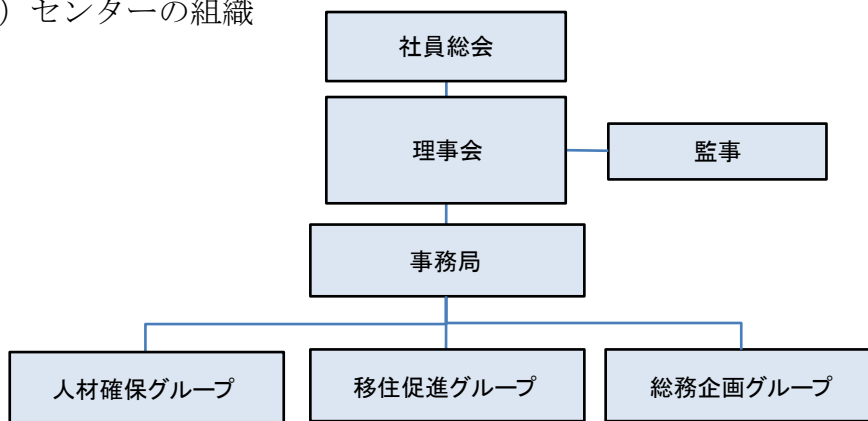 ）センターの組織
社員総会
理事会
監事
事務局
人材確保グループ
移住促進グループ
総務企画グループ